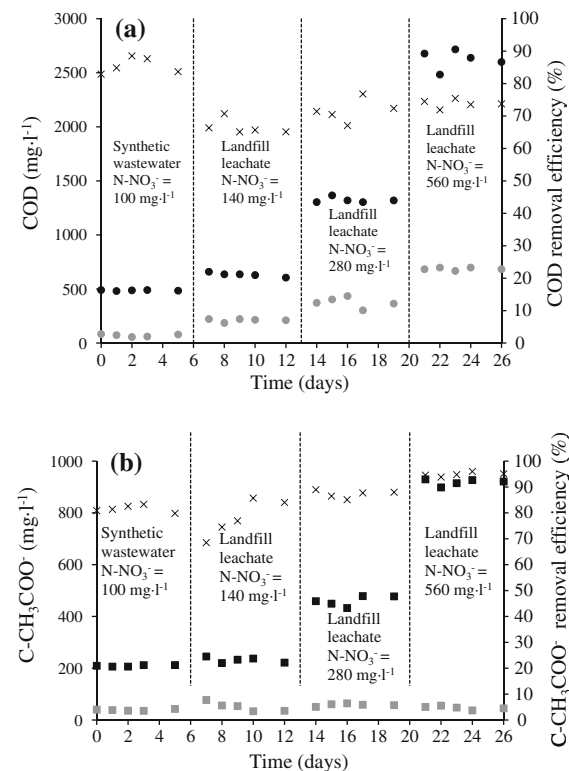 (a)
COD (mg·l-1)
3000
2500
2000
1500
1000
500
0
Synthetic
wastewater
N-NO3- =
100 mg·l-1
Landfill
leachate
N-NO3- =
140 mg·l-1
Landfill
leachate
N-NO3- =
280 mg·l-1
Landfill
leachate
N-NO3- =
560 mg·l-1
100
90
80
70
60
50
40
30
20
10
0
COD removal efficiency (%)
0 2 4 6 8 10 12 14 16 18 20 22 24 26
Time (days)
(b)
C-CH3COO- (mg·l-1)
1000
800
600
400
200
0
Synthetic
wastewater
N-NO3- =
100 mg·l-1
Landfill
leachate
N-NO3- =
140 mg·l-1
Landfill
leachate
N-NO3- =
280 mg·l-1
Landfill
leachate
N-NO3- =
560 mg·l-1
100
90
80
70
60
50
40
30
20
10
0
C-CH3COO- removal efficiency (%)
0 2 4 6 8 10 12 14 16 18 20 22 24 26
Time (days)